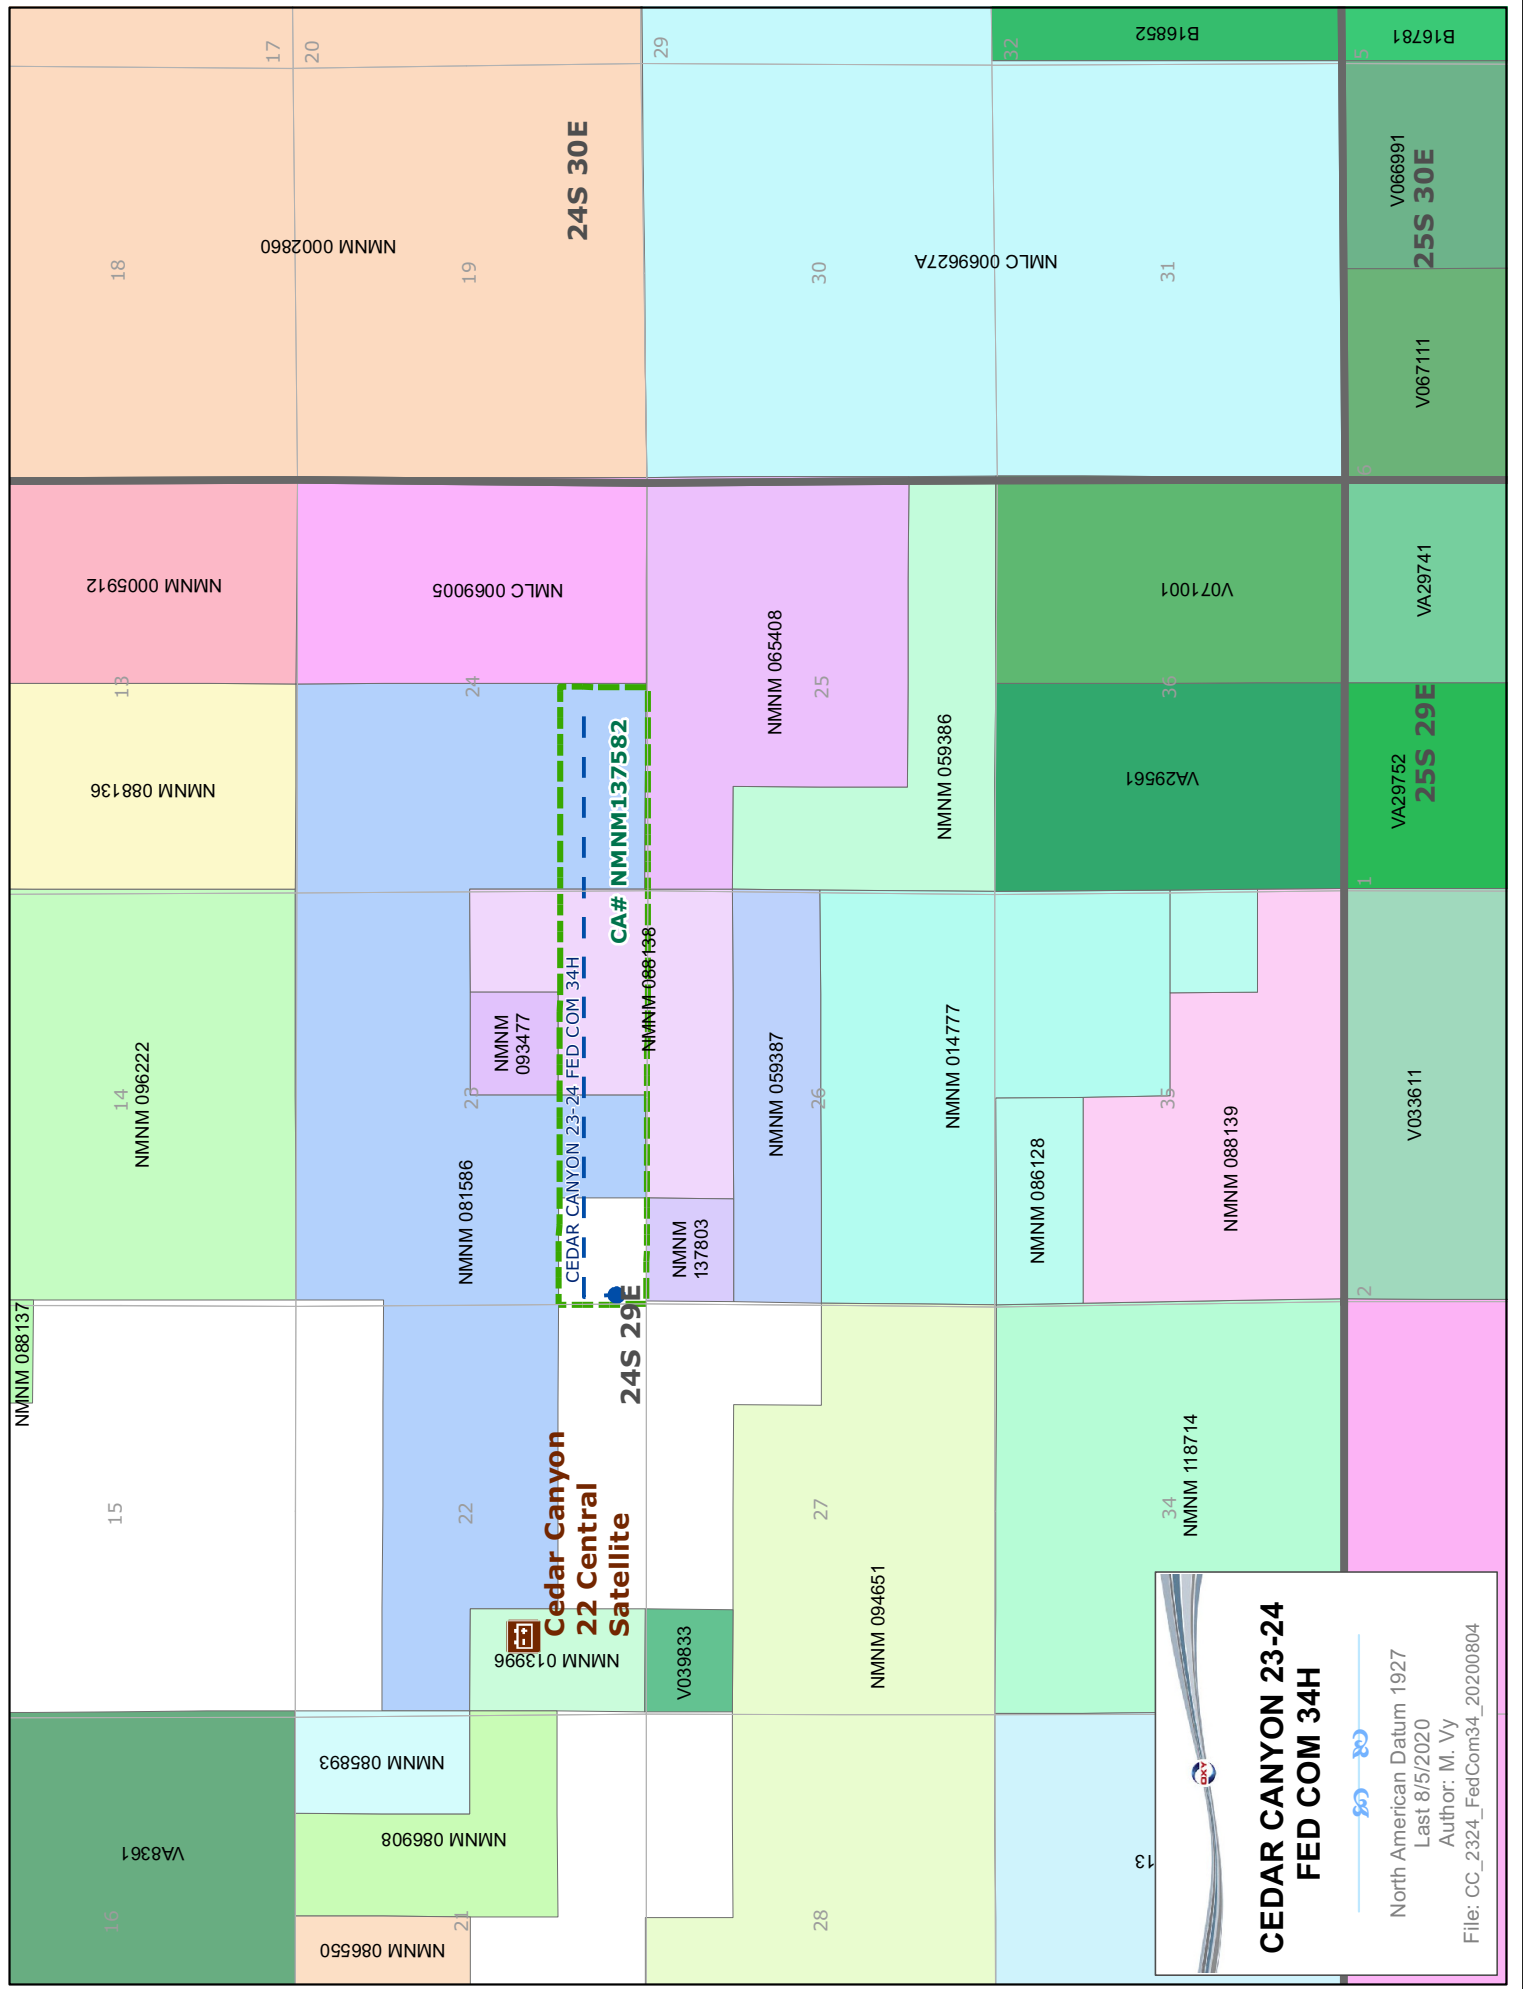 17
20
29
32
B16852
B16781
5
24S 30E
V066991
25S 30E
NMNM 0002860
18
19
30
NMLC 0069627A
31
V067111
6
NMNM 0005912
NMLC 0069005
NMNM 065408
V071001
VA29741
13
24
25
36
NMNM 088136
CA# NMNM137582
NMNM 059386
VA29561
VA29752
25S 29E
1
NMNM 096222
14
NMNM
093477
23
CEDAR CANYON 23-24 FED COM 34H
NMNM 088138
NMNM 059387
26
NMNM 014777
35
NMNM 086128
NMNM 088139
V033611
NMNM 081586
NMNM
137803
2
NMNM 088137
24S 29E
15
22
Cedar Canyon
22 Central
Satellite
27
34
NMNM 118714
NMNM 013996
V039833
NMNM 094651
VA8361
16
NMNM 085893
NMNM 086908
21
NMNM 086550
28
13
OXY
CEDAR CANYON 23-24
FED COM 34H
North American Datum 1927
Last 8/5/2020
Author: M. Vy
File: CC_2324_FedCom34_20200804